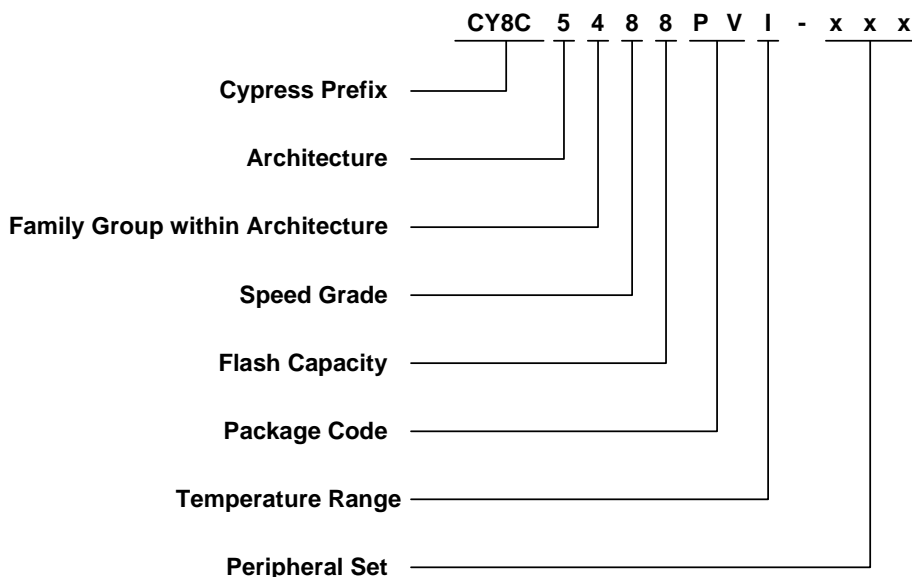 CY8C 5 4 8 8 P V I - x x x
Cypress Prefix
Architecture
Family Group within Architecture
Speed Grade
Flash Capacity
Package Code
Temperature Range
Peripheral Set